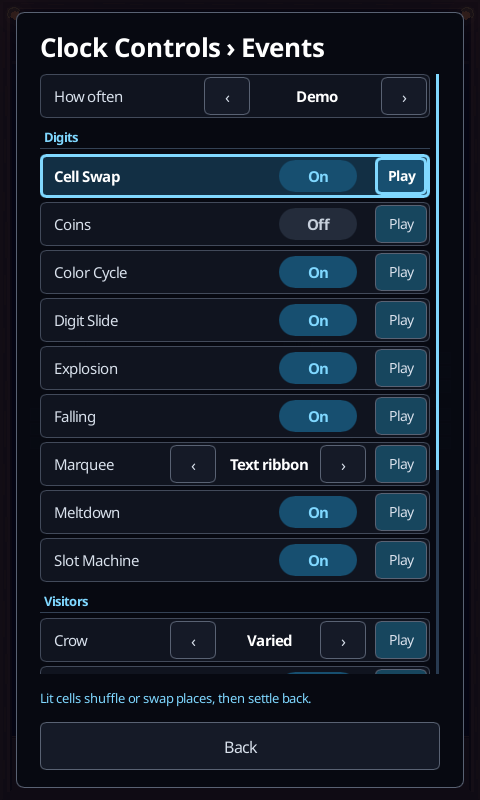 Clock Controls › Events
How often ‹ Demo ›
Digits
Cell Swap On Play
Coins Off Play
Color Cycle On Play
Digit Slide On Play
Explosion On Play
Falling On Play
Marquee ‹ Text ribbon › Play
Meltdown On Play
Slot Machine On Play
Visitors
Crow ‹ Varied › Play
Lit cells shuffle or swap places, then settle back.
Back